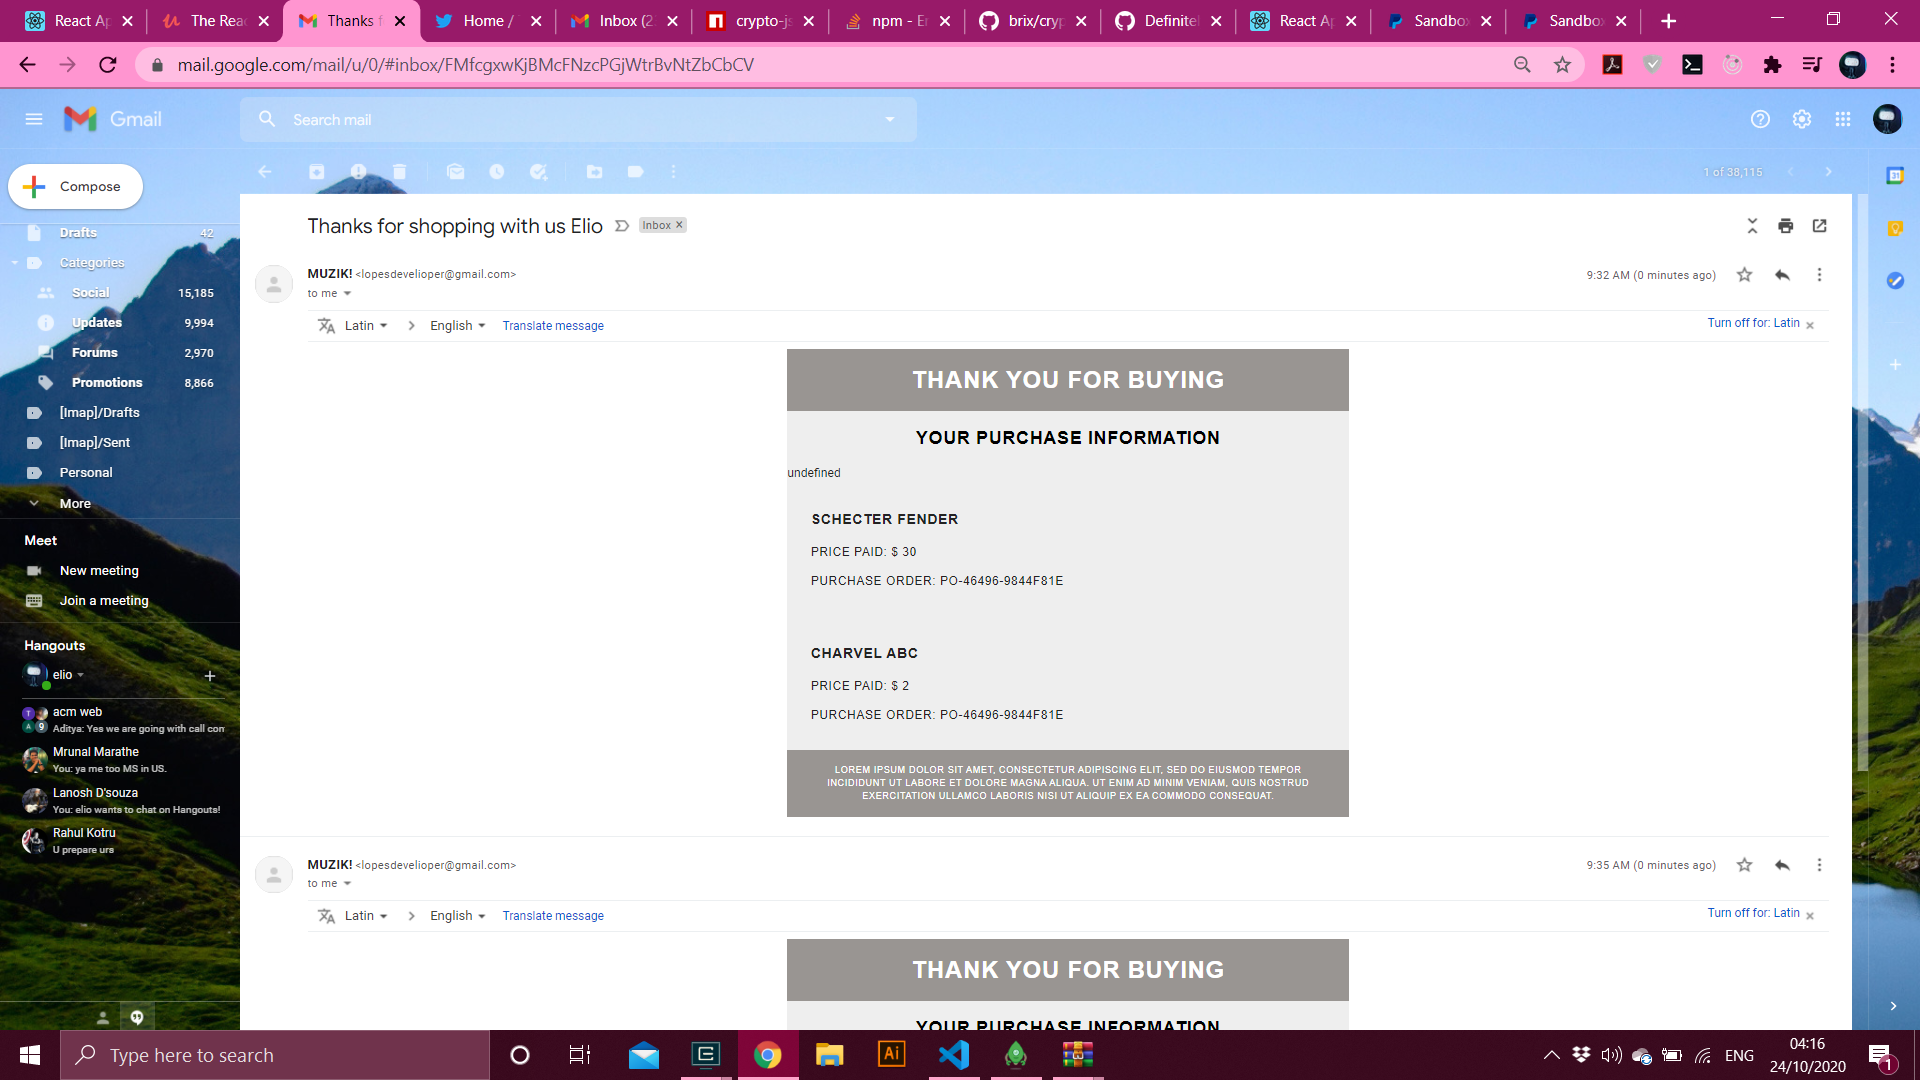 React Ap
The Reac
Thanks f
Home /
Inbox (2
crypto-js
npm - Er
brix/cryp
Definitel
React Ap
Sandbox
Sandbox
mail.google.com/mail/u/0/#inbox/FMfcgxwKjBMcFNzcPGjWtrBvNtZbCbCV
Gmail
Search mail
Compose
1 of 38,115
Drafts 42
Categories
Social 15,185
Updates 9,994
Forums 2,970
Promotions 8,866
[Imap]/Drafts
[Imap]/Sent
Personal
More
Meet
New meeting
Join a meeting
Hangouts
elio
acm web
Aditya: Yes we are going with call con
Mrunal Marathe
You: ya me too MS in US.
Lanosh D'souza
You: elio wants to chat on Hangouts!
Rahul Kotru
U prepare urs
Thanks for shopping with us Elio
Inbox
MUZIK! <lopesdevelioper@gmail.com>
9:32 AM (0 minutes ago)
to me
Latin > English Translate message
Turn off for: Latin
THANK YOU FOR BUYING
YOUR PURCHASE INFORMATION
undefined
SCHECTER FENDER
PRICE PAID: $ 30
PURCHASE ORDER: PO-46496-9844F81E
CHARVEL ABC
PRICE PAID: $ 2
PURCHASE ORDER: PO-46496-9844F81E
LOREM IPSUM DOLOR SIT AMET, CONSECTETUR ADIPISCING ELIT, SED DO EIUSMOD TEMPOR
INCIDIDUNT UT LABORE ET DOLORE MAGNA ALIQUA. UT ENIM AD MINIM VENIAM, QUIS NOSTRUD
EXERCITATION ULLAMCO LABORIS NISI UT ALIQUIP EX EA COMMODO CONSEQUAT.
MUZIK! <lopesdevelioper@gmail.com>
9:35 AM (0 minutes ago)
to me
Latin > English Translate message
Turn off for: Latin
THANK YOU FOR BUYING
YOUR PURCHASE INFORMATION
Type here to search
ENG
04:16
24/10/2020
1